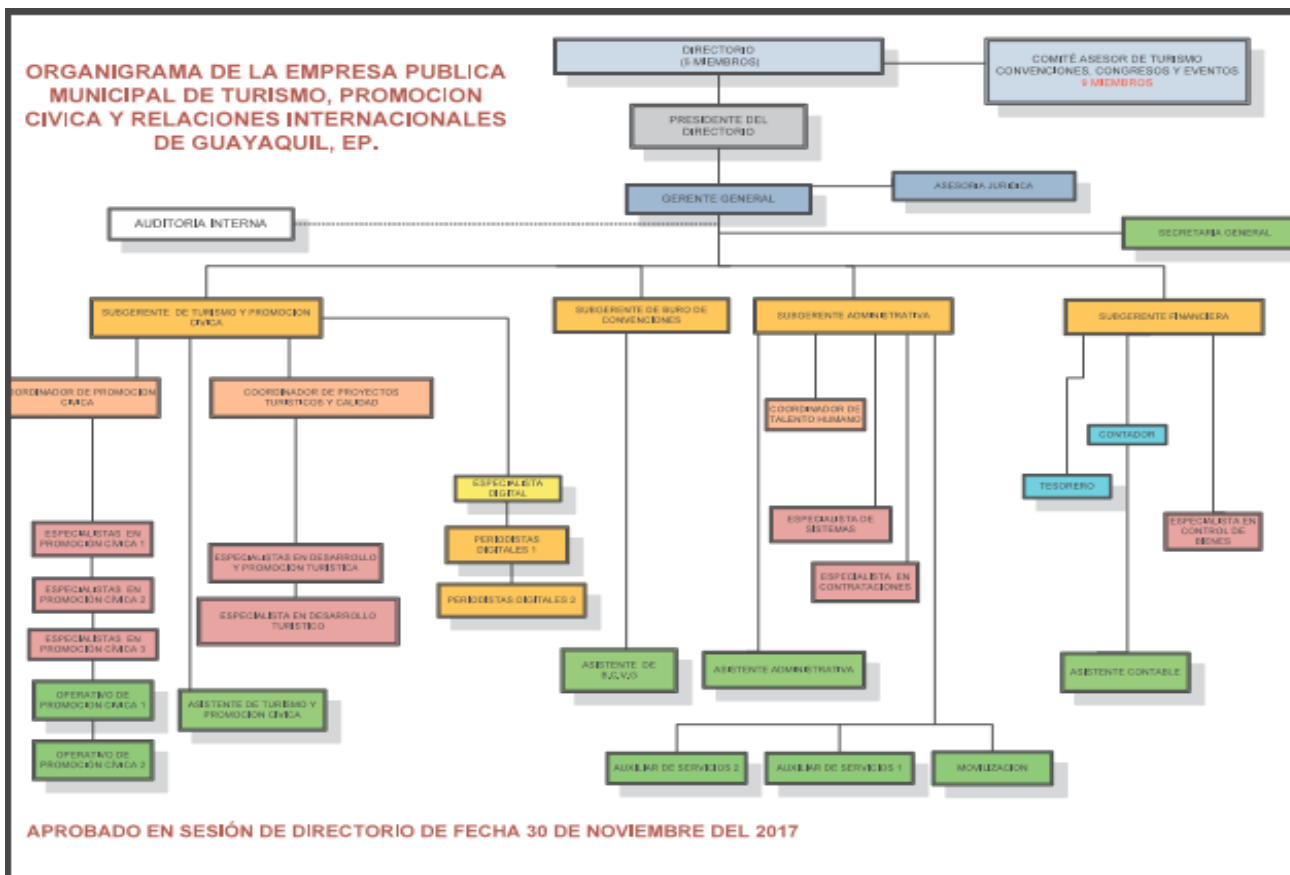 ORGANIGRAMA DE LA EMPRESA PUBLICA
MUNICIPAL DE TURISMO, PROMOCION
CIVICA Y RELACIONES INTERNACIONALES
DE GUAYAQUIL, EP.
DIRECTORIO
(5 MIEMBROS)
COMITÉ ASESOR DE TURISMO
CONVENCIONES, CONGRESOS Y EVENTOS
9 MIEMBROS
PRESIDENTE DEL
DIRECTORIO
GERENTE GENERAL
ASESORIA JURIDICA
AUDITORIA INTERNA
SECRETARIA GENERAL
SUBGERENTE DE TURISMO Y PROMOCION
CIVICA
SUBGERENTE DE BURO DE
CONVENCIONES
SUBGERENTE ADMINISTRATIVA
SUBGERENTE FINANCIERA
OORDINADOR DE PROMOCION
CIVICA
COORDINADOR DE PROYECTOS
TURISTICOS Y CALIDAD
COORDINADOR DE
TALENTO HUMANO
CONTADOR
TESORERO
ESPECIALISTA
DIGITAL
ESPECIALISTAS EN
PROMOCION CÍVICA 1
ESPECIALISTAS EN DESARROLLO
Y PROMOCION TURISTICA
PERIODISTAS
DIGITALES 1
ESPECIALISTA DE
SISTEMAS
ESPECIALISTA EN
CONTROL DE
BIENES
ESPECIALISTAS EN
PROMOCION CÍVICA 2
ESPECIALISTA EN DESARROLLO
TURISTICO
PERIODISTAS DIGITALES 2
ESPECIALISTA EN
CONTRATACIONES
ESPECIALISTAS EN
PROMOCION CÍVICA 3
OPERATIVO DE
PROMOCIÓN CIVICA 1
ASISTENTE DE TURISMO Y
PROMOCION CIVICA
ASISTENTE DE
ASISTENTE ADMINISTRATIVA
ASISTENTE CONTABLE
OPERATIVO DE
PROMOCIÓN CÍVICA 2
AUXILIAR DE SERVICIOS 2
AUXILIAR DE SERVICIOS 1
MOVILIZACION
APROBADO EN SESIÓN DE DIRECTORIO DE FECHA 30 DE NOVIEMBRE DEL 2017